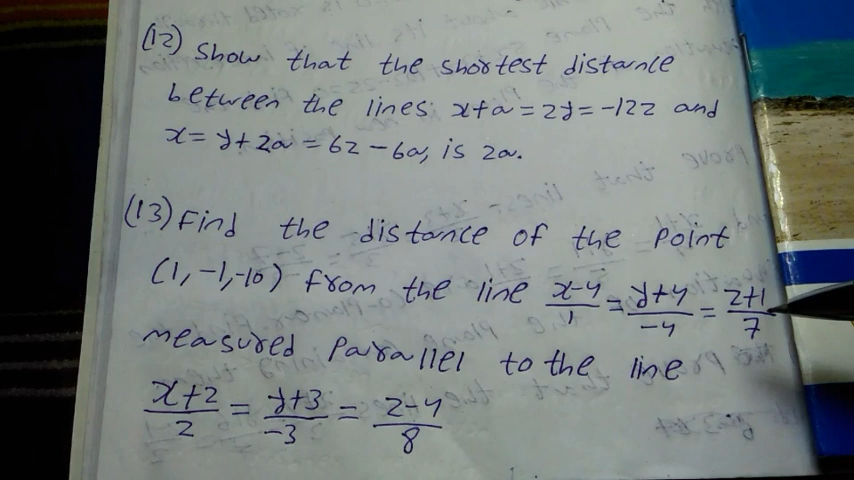 (12) Show that the shortest distance
between the lines x+a=2y=-12z and
x=y+2a=6z-6a, is 2a.
(13) Find the distance of the point
(1,-1,-10) from the line x-4/1 = y+4/-4 = z+1/7
measured parallel to the line
x+2/2 = y+3/-3 = z-4/8